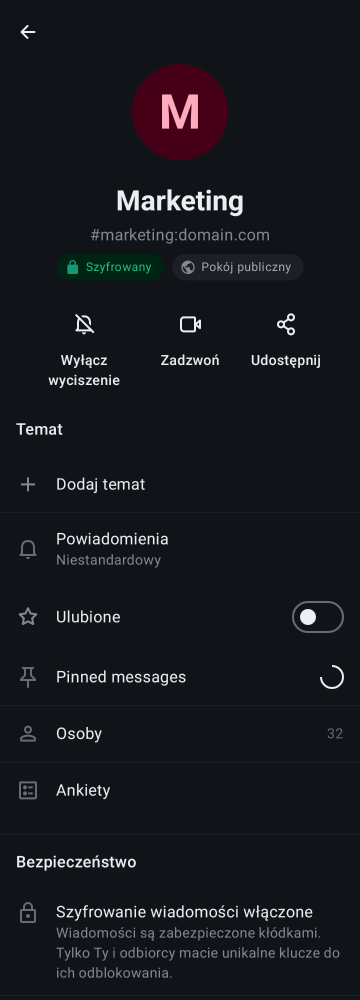 M
Marketing
#marketing:domain.com
Szyfrowany
Pokój publiczny
Wyłącz
wyciszenie
Zadzwoń
Udostępnij
Temat
Dodaj temat
Powiadomienia
Niestandardowy
Ulubione
Pinned messages
Osoby 32
Ankiety
Bezpieczeństwo
Szyfrowanie wiadomości włączone
Wiadomości są zabezpieczone kłódkami.
Tylko Ty i odbiorcy macie unikalne klucze do
ich odblokowania.